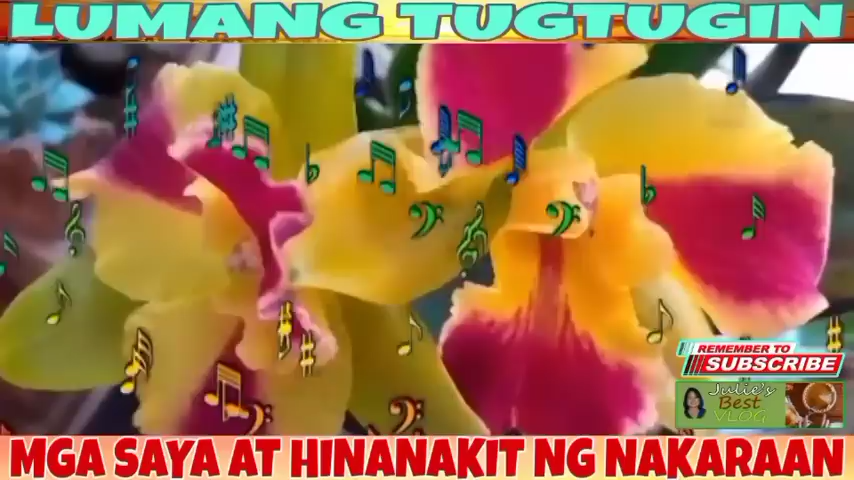 LUMANG TUGTUGIN
REMEMBER TO
SUBSCRIBE
Julie's
Best
VLOG
MGA SAYA AT HINANAKIT NG NAKARAAN